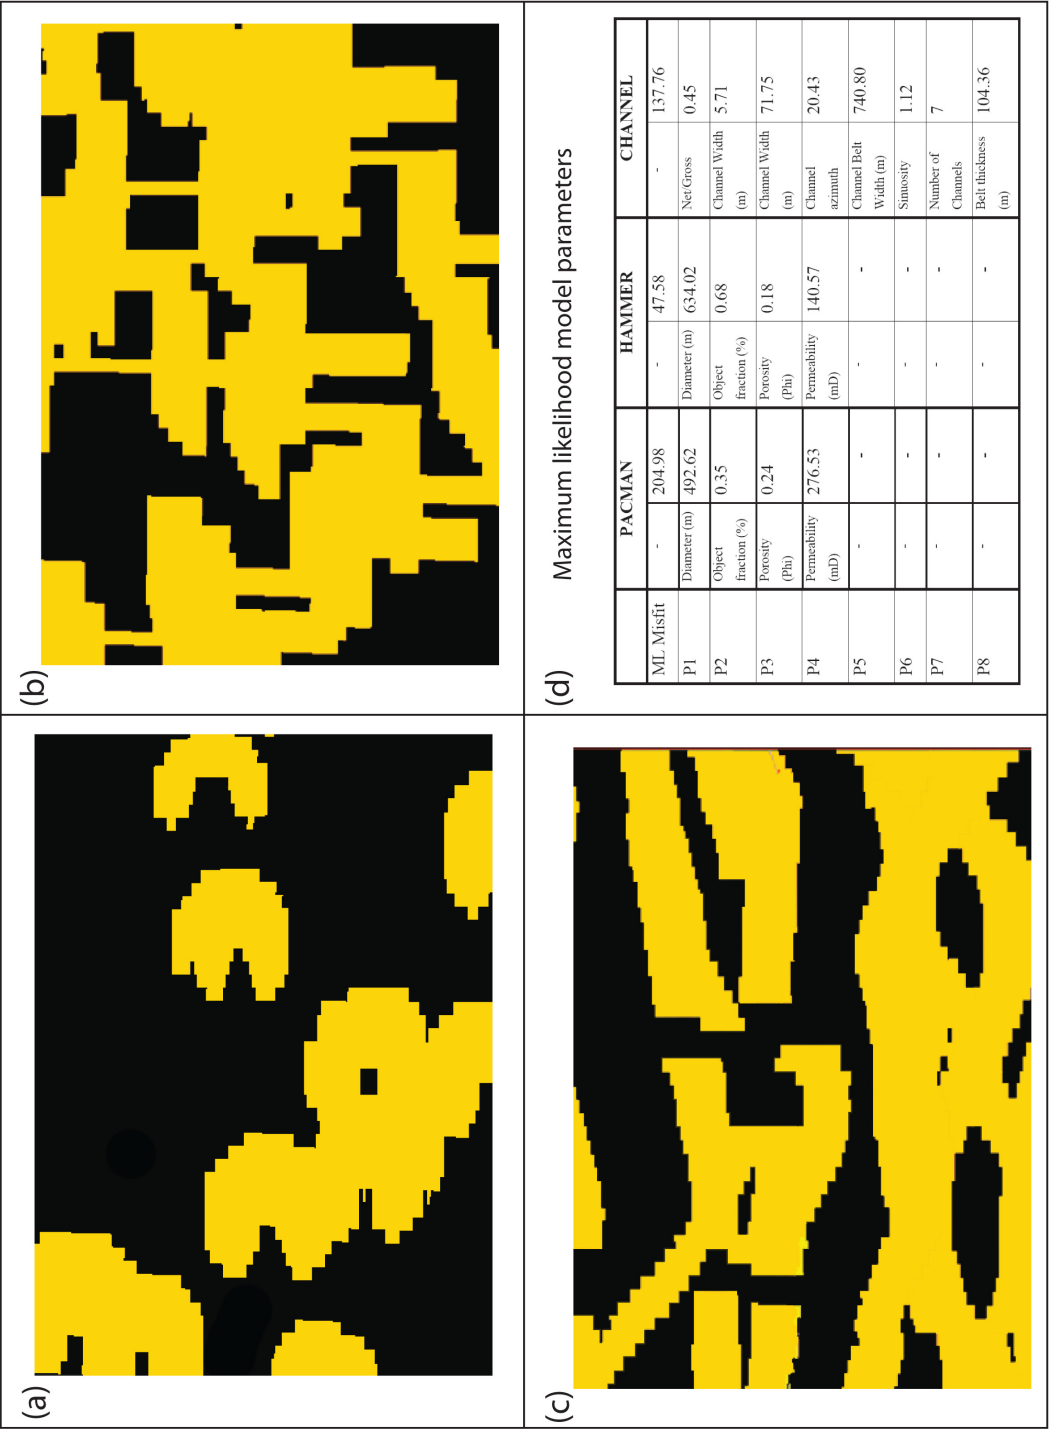 (a)
(b)
(c)
(d)
Maximum likelihood model parameters
PACMAN HAMMER CHANNEL
ML Misfit - 204.98 - 47.58 - 137.76
P1 Diameter (m) 492.62 Diameter (m) 634.02 Net/Gross 0.45
P2 Object fraction (%) 0.35 Object fraction (%) 0.68 Channel Width (m) 5.71
P3 Porosity (Phi) 0.24 Porosity (Phi) 0.18 Channel Width (m) 71.75
P4 Permeability (mD) 276.53 Permeability (mD) 140.57 Channel azimuth 20.43
P5 - - - - Channel Belt Width (m) 740.80
P6 - - - - Sinuosity 1.12
P7 - - - - Number of Channels 7
P8 - - - - Belt thickness (m) 104.36